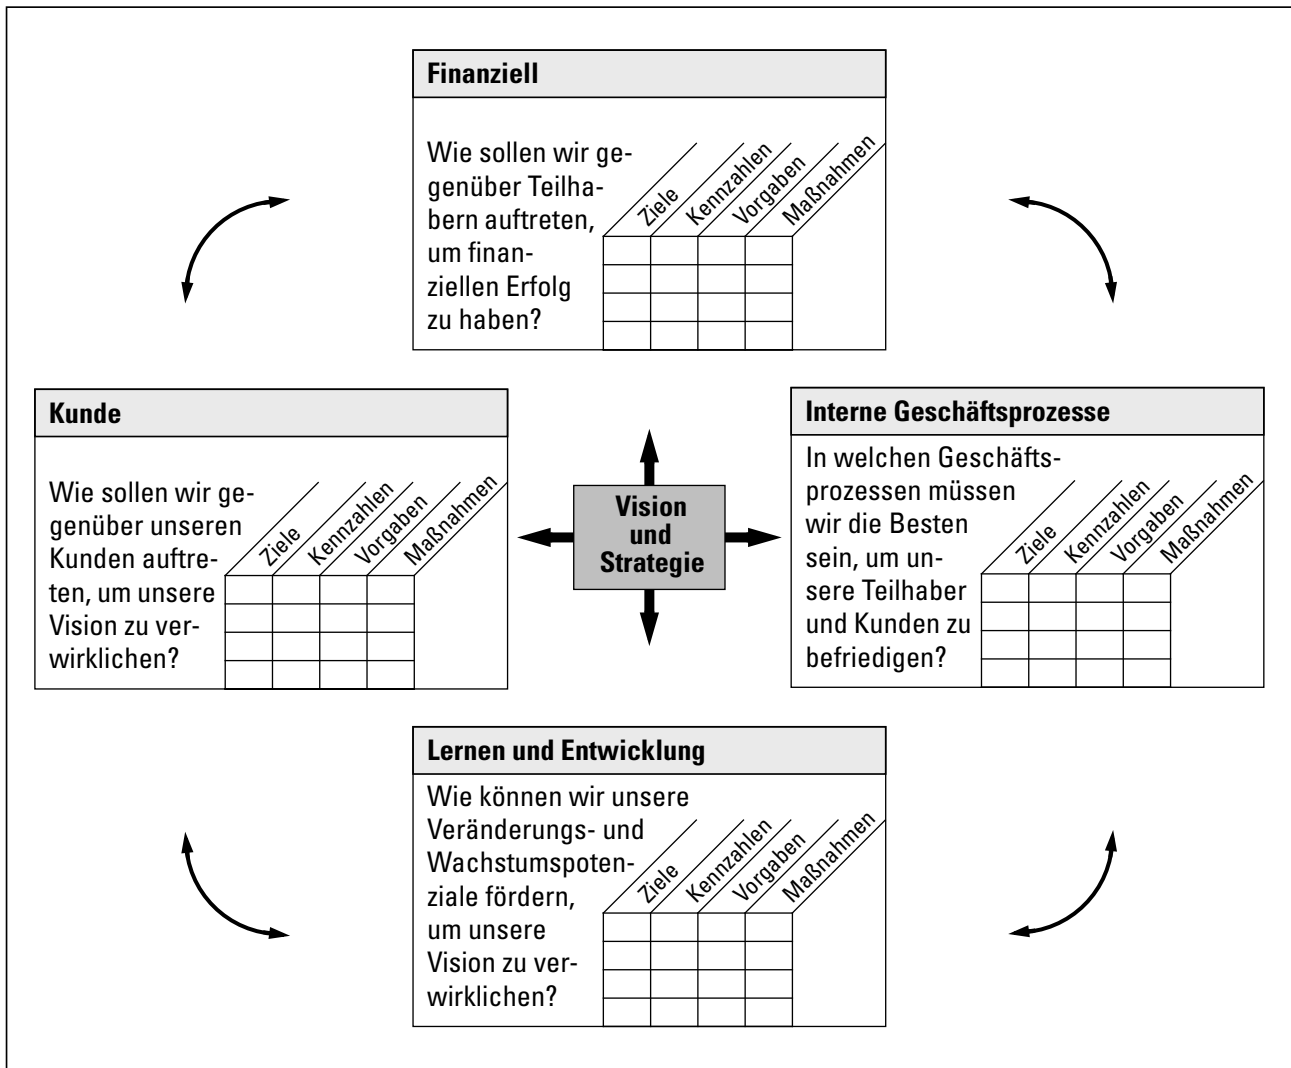 Finanziell
Wie sollen wir ge-
genüber Teilha-
bern auftreten,
um finan-
ziellen Erfolg
zu haben?
Ziele
Kennzahlen
Vorgaben
Maßnahmen
Kunde
Wie sollen wir ge-
genüber unseren
Kunden auftre-
ten, um unsere
Vision zu ver-
wirklichen?
Ziele
Kennzahlen
Vorgaben
Maßnahmen
Vision
und
Strategie
Interne Geschäftsprozesse
In welchen Geschäfts-
prozessen müssen
wir die Besten
sein, um un-
sere Teilhaber
und Kunden zu
befriedigen?
Ziele
Kennzahlen
Vorgaben
Maßnahmen
Lernen und Entwicklung
Wie können wir unsere
Veränderungs- und
Wachstumspoten-
ziale fördern,
um unsere
Vision zu ver-
wirklichen?
Ziele
Kennzahlen
Vorgaben
Maßnahmen